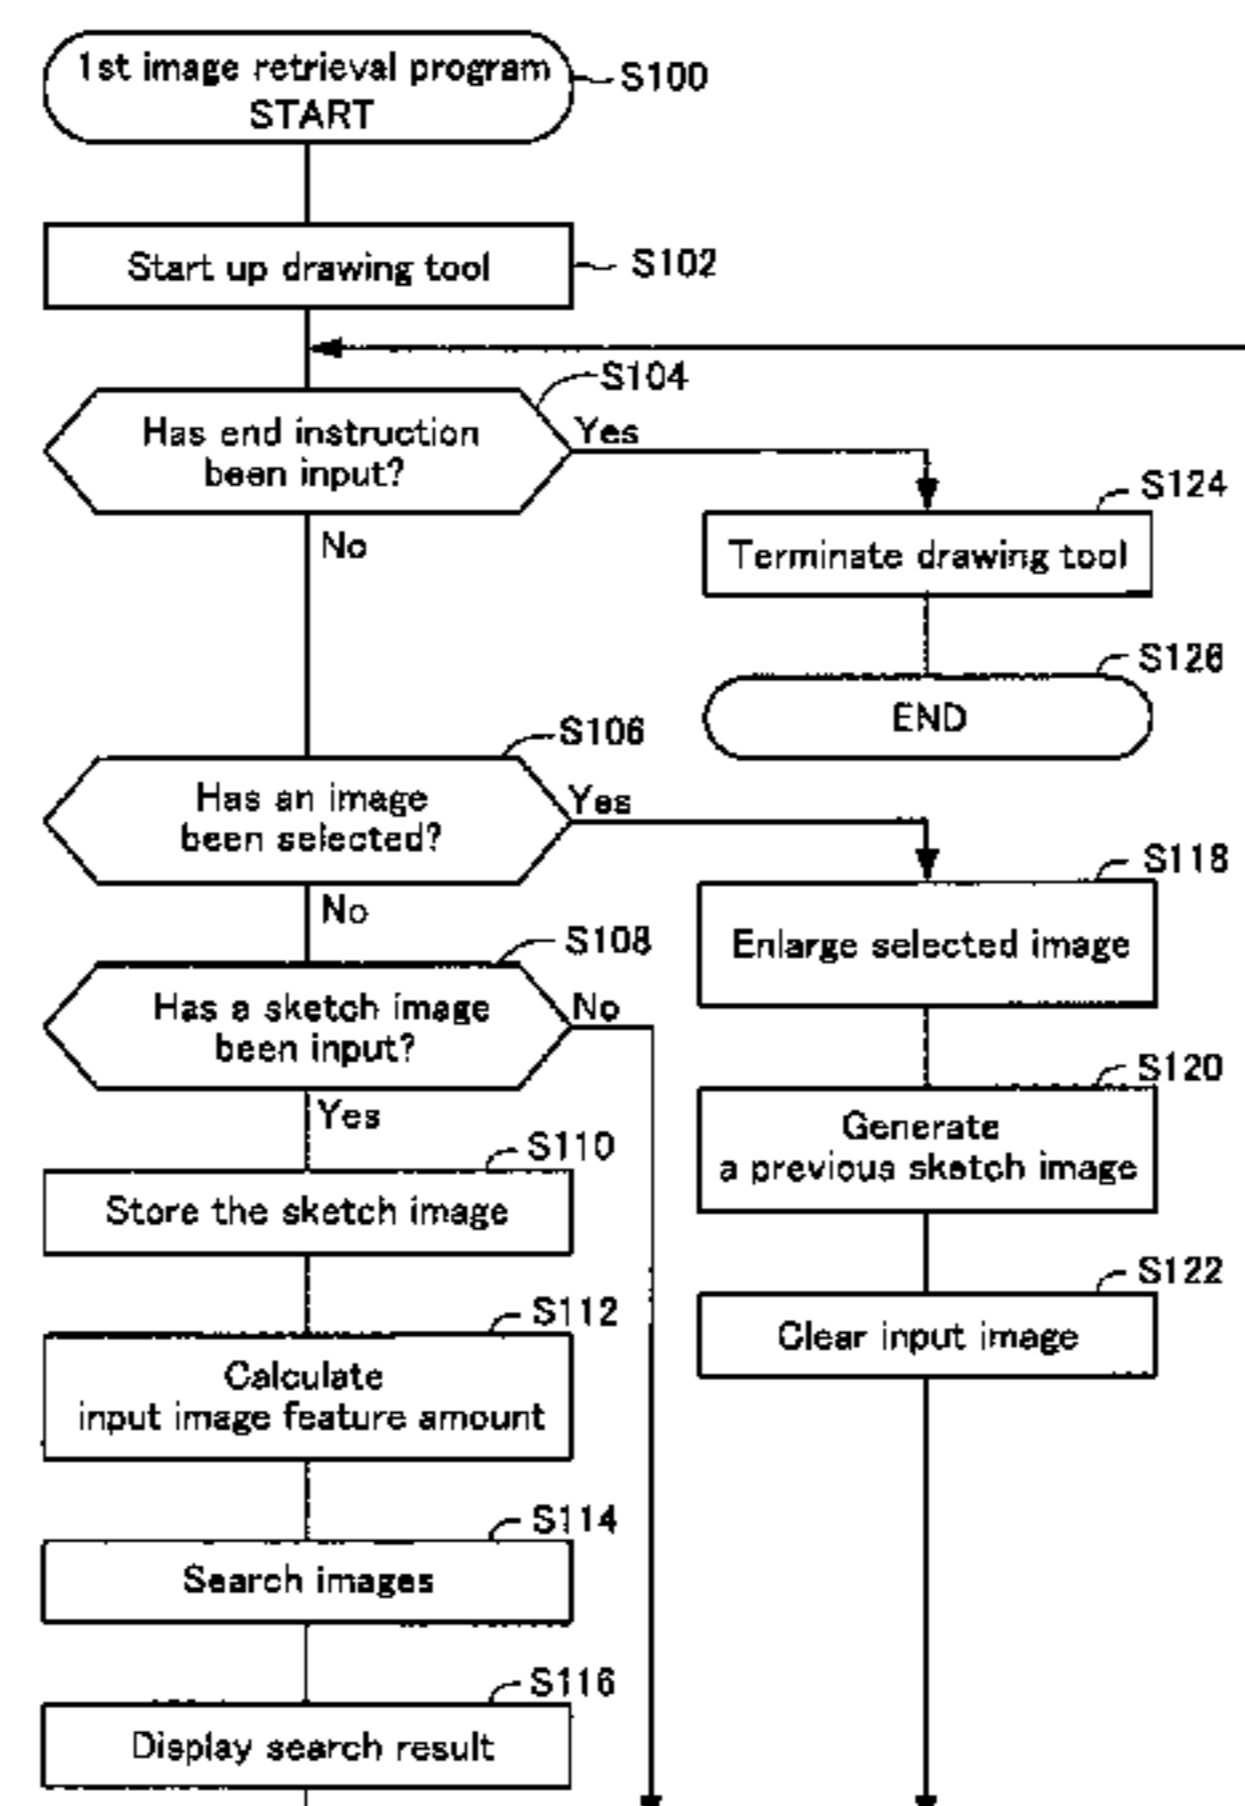 1st image retrieval program
START
S100
Start up drawing tool
S102
S104
Has end instruction
been input?
Yes
No
S124
Terminate drawing tool
S126
END
S106
Has an image
been selected?
Yes
No
S118
Enlarge selected image
S108
Has a sketch image
been input?
No
Yes
S120
Generate
a previous sketch image
S110
Store the sketch image
S122
Clear input image
S112
Calculate
input image feature amount
S114
Search images
S116
Display search result